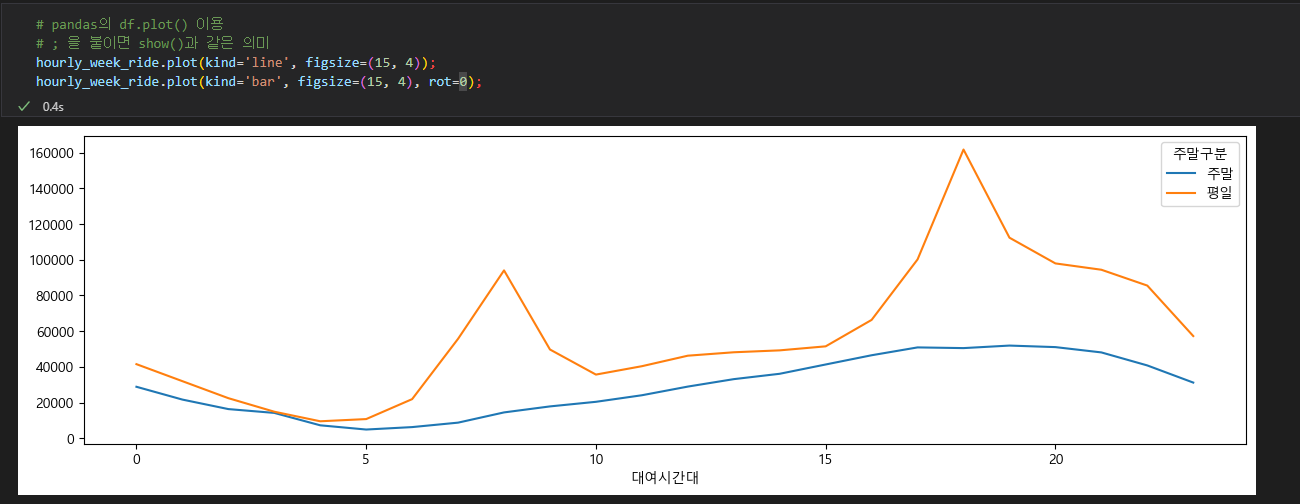 # pandas의 df.plot() 이용
# ; 을 붙이면 show()과 같은 의미
hourly_week_ride.plot(kind='line', figsize=(15, 4));
hourly_week_ride.plot(kind='bar', figsize=(15, 4), rot=0);
0.4s
주말구분
주말
평일
160000
140000
120000
100000
80000
60000
40000
20000
0
0 5 10 15 20
대여시간대